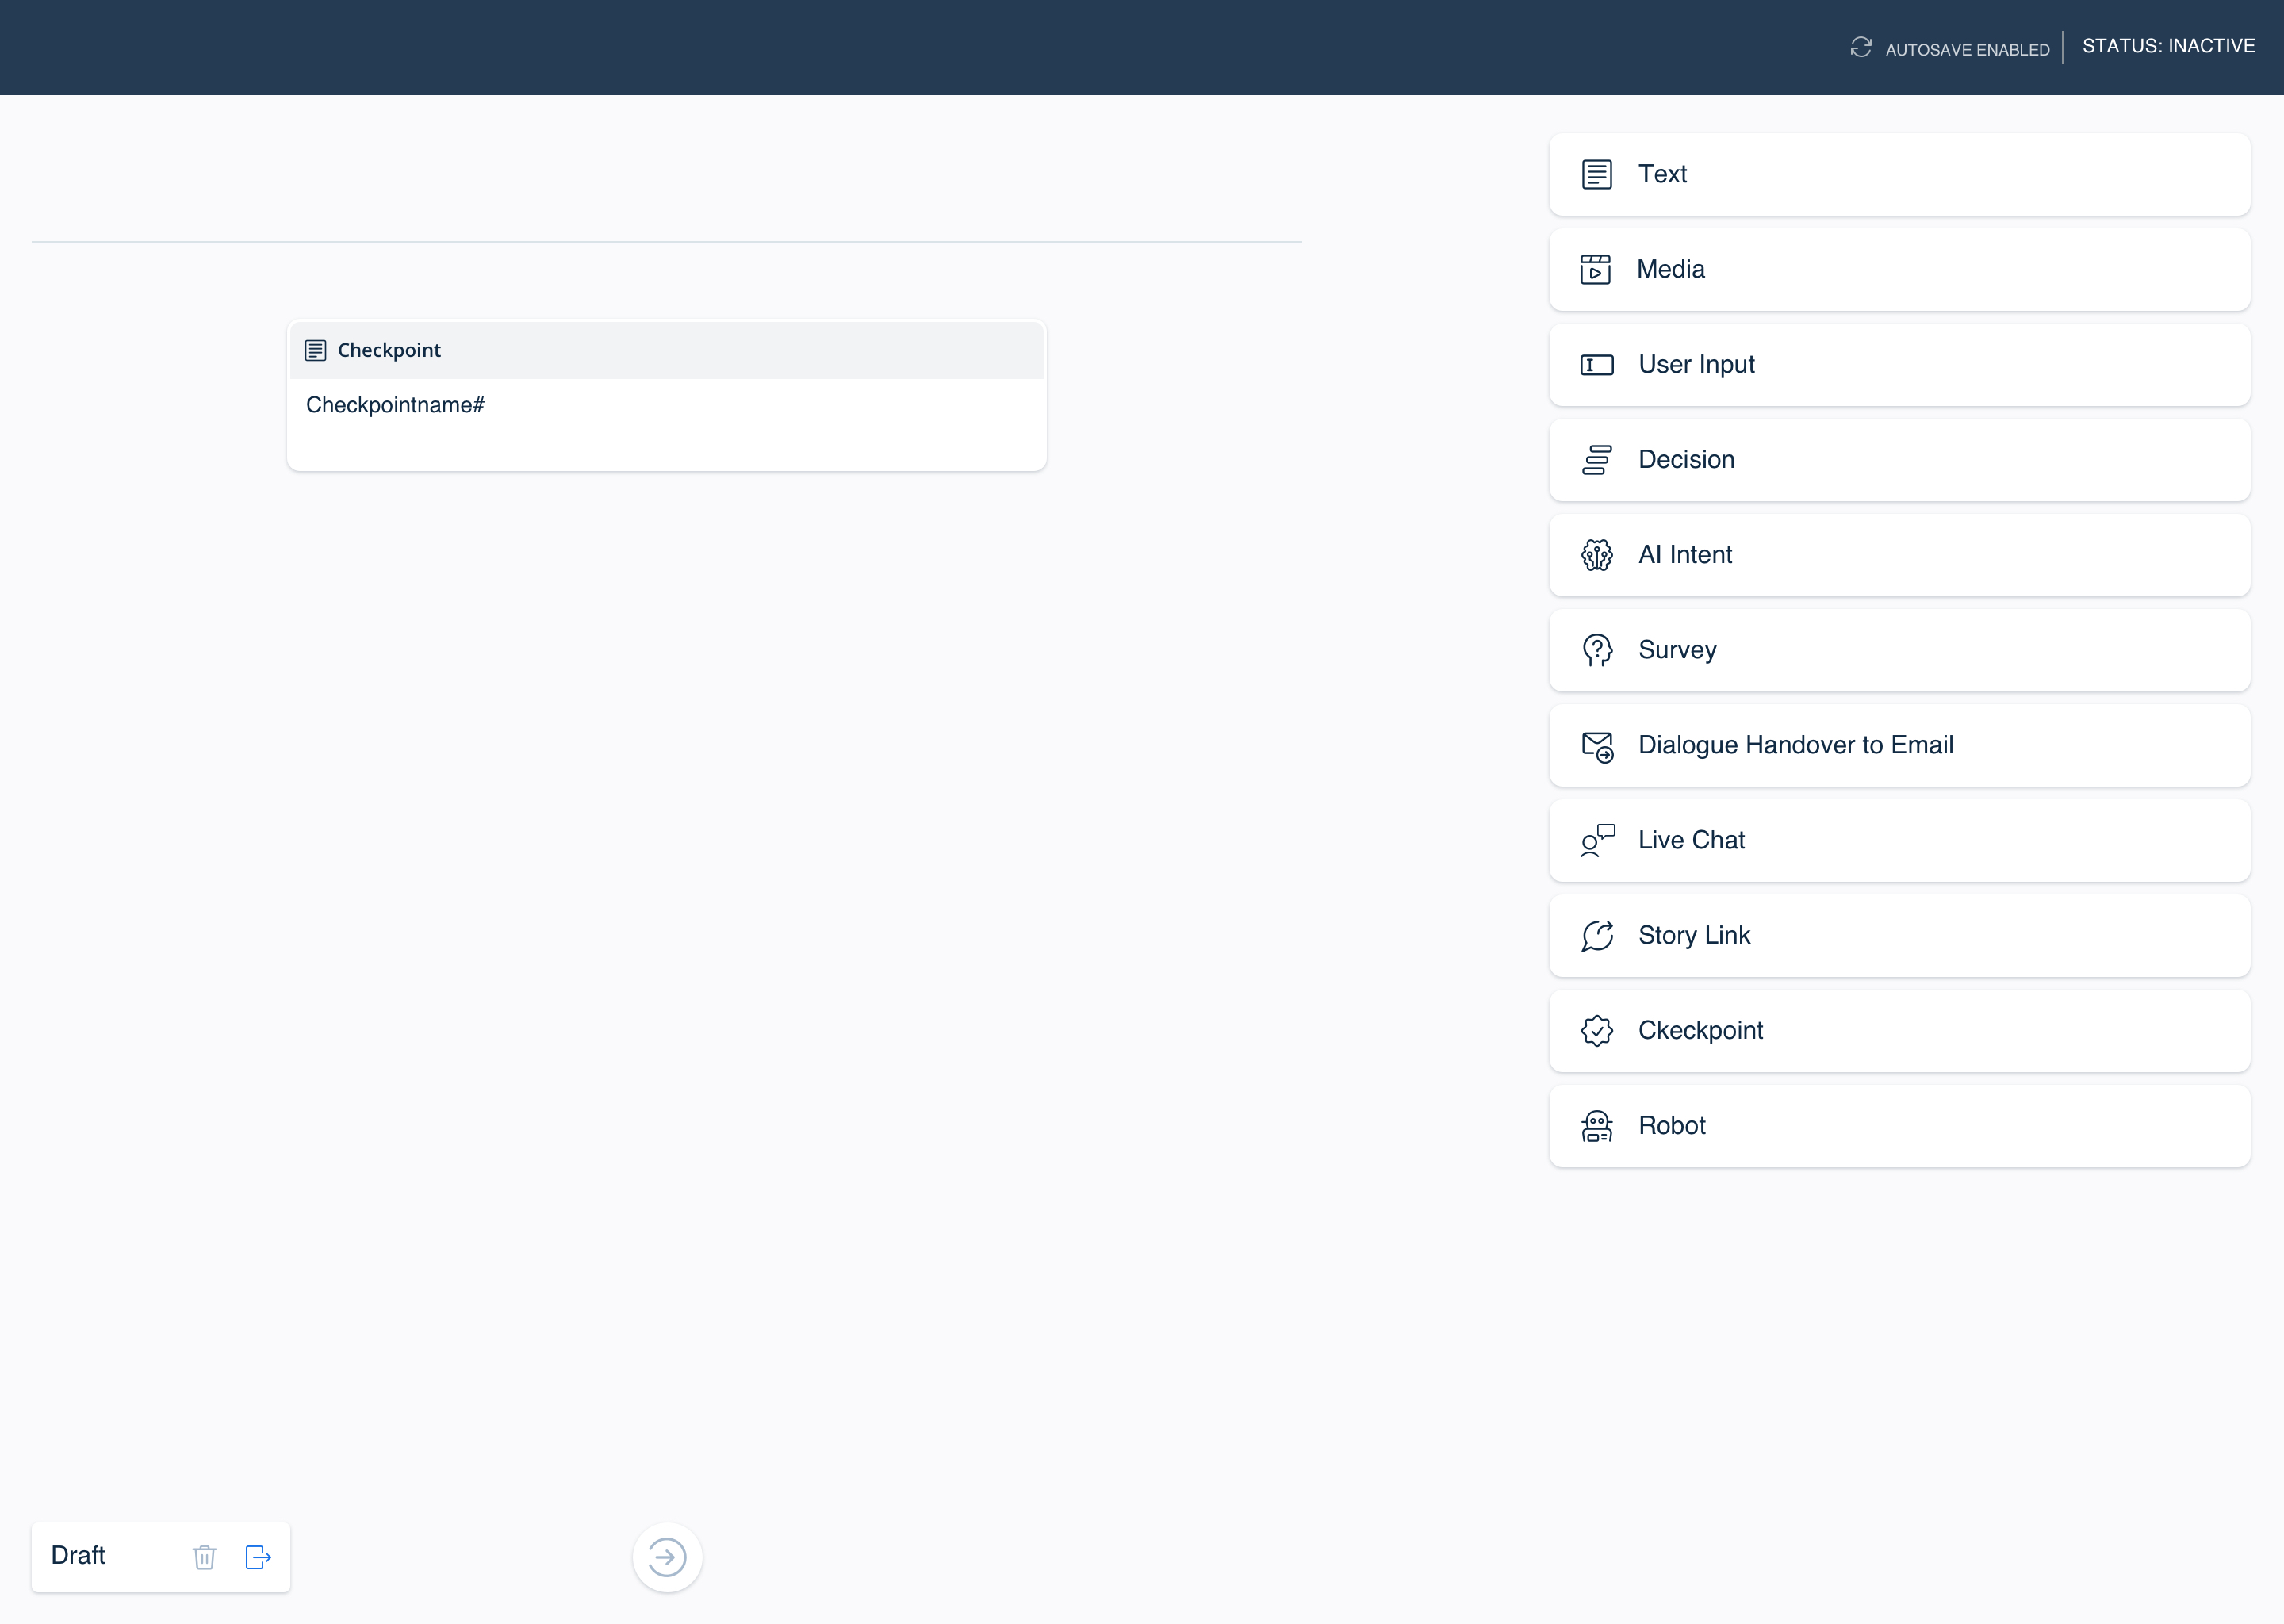 AUTOSAVE ENABLED
STATUS: INACTIVE
Checkpoint
Checkpointname#
Text
Media
User Input
Decision
AI Intent
Survey
Dialogue Handover to Email
Live Chat
Story Link
Ckeckpoint
Robot
Draft